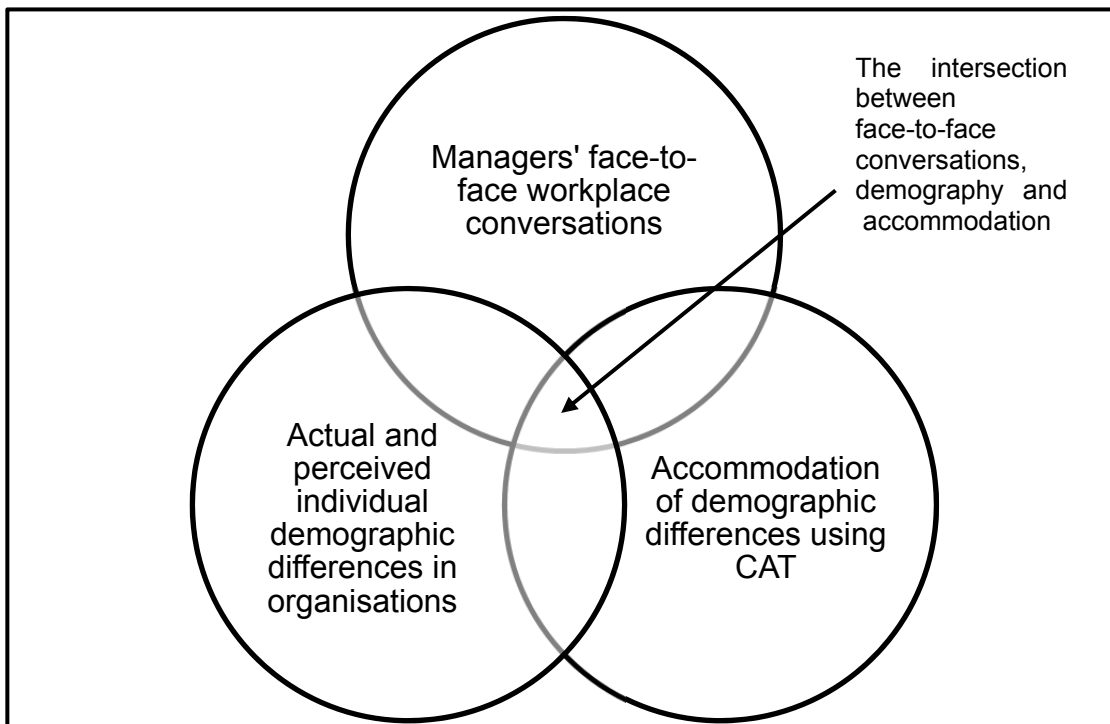 The intersection
between
face-to-face
conversations,
demography and
accommodation
Managers' face-to-
face workplace
conversations
Actual and
perceived
individual
demographic
differences in
organisations
Accommodation
of demographic
differences using
CAT